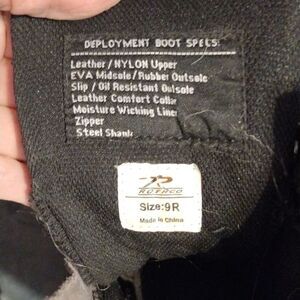 DEPLOYMENT BOOT SPECS:
Leather / NYLON Upper
EVA Midsole / Rubber Outsole
Slip / Oil Resistant Outsole
Leather Comfort Collar
Moisture Wicking Liner
Zipper
Steel Shank
ROTHCO
Size:9R
Made in China